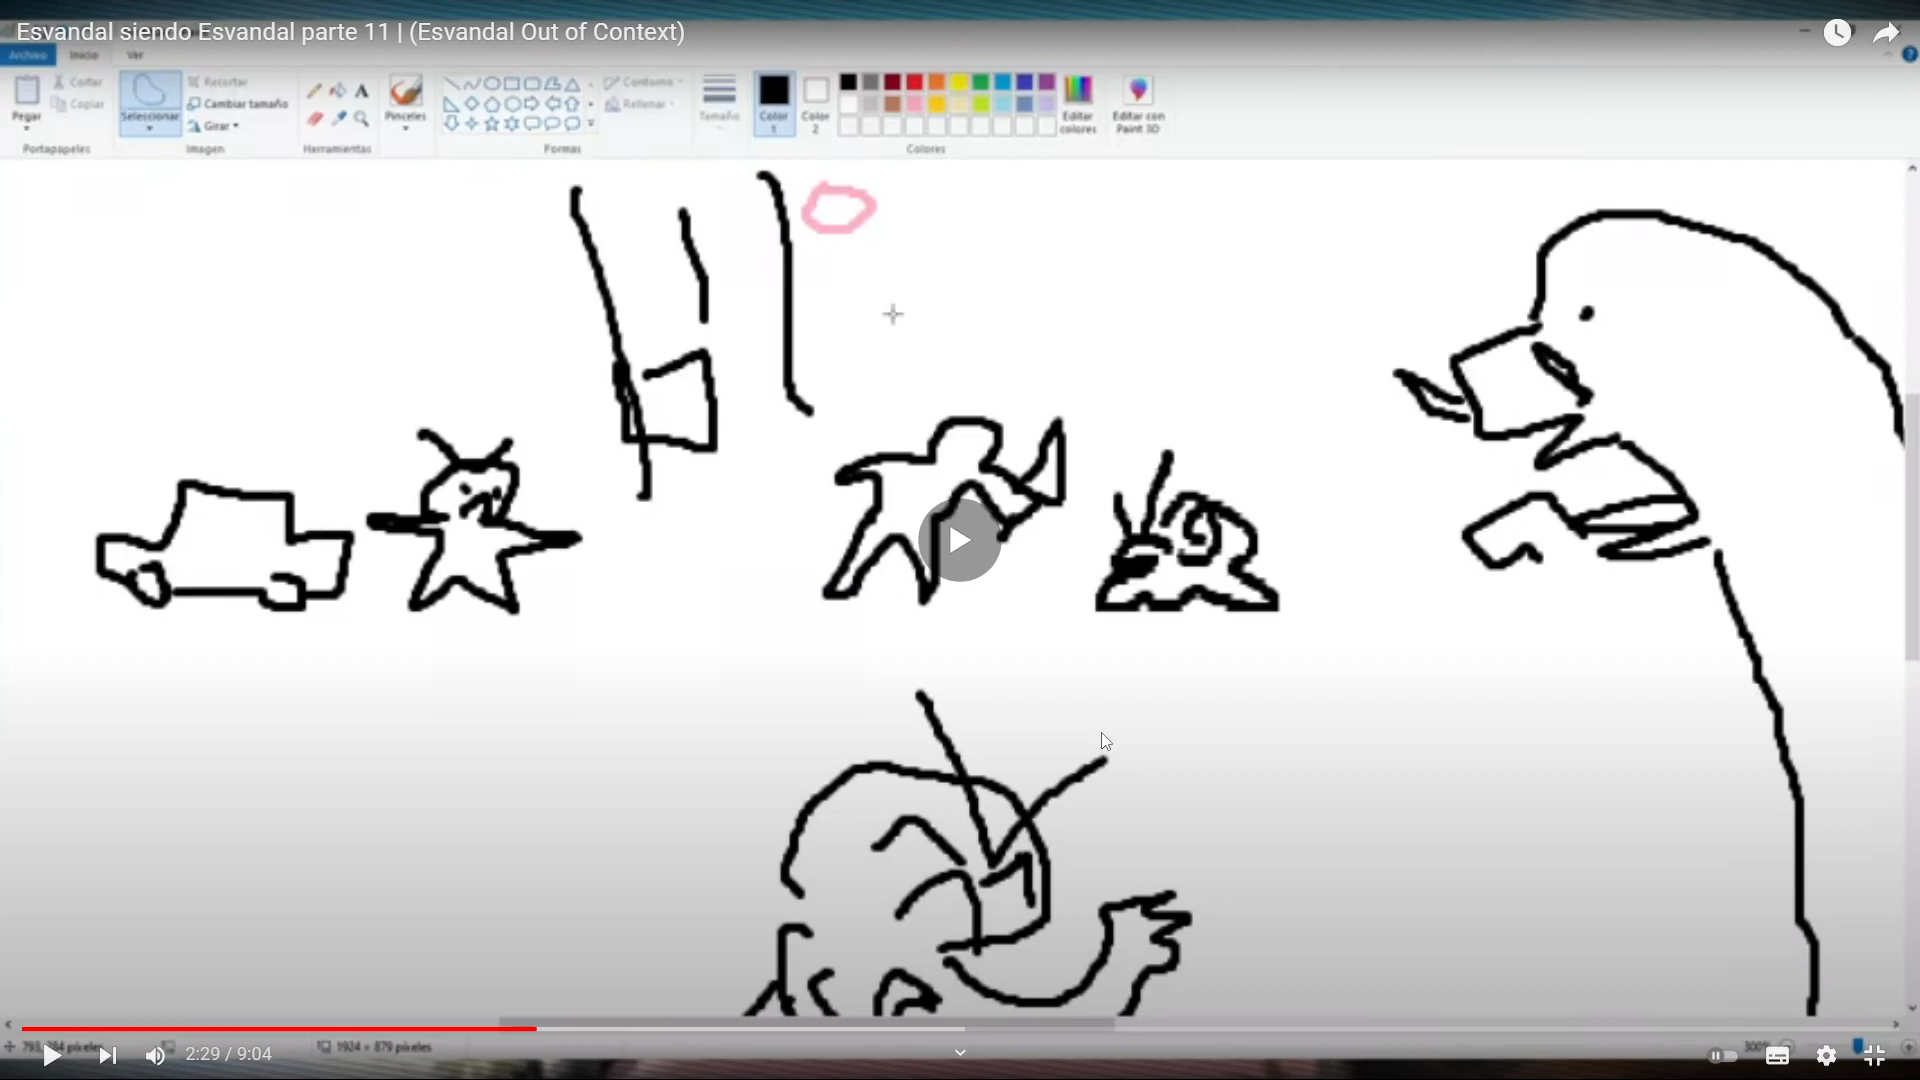 Esvandal siendo Esvandal parte 11 | (Esvandal Out of Context)
Archivo Inicio Ver
Pegar
Cortar
Copiar
Portapapeles
Seleccionar
Recortar
Cambiar tamaño
Girar
Imagen
A
Herramientas
Pinceles
Contorno
Rellenar
Formas
Tamaño
Color 1
Color 2
Editar colores
Editar con Paint 3D
Colores
2:29 / 9:04
1924 × 879 píxeles
300%